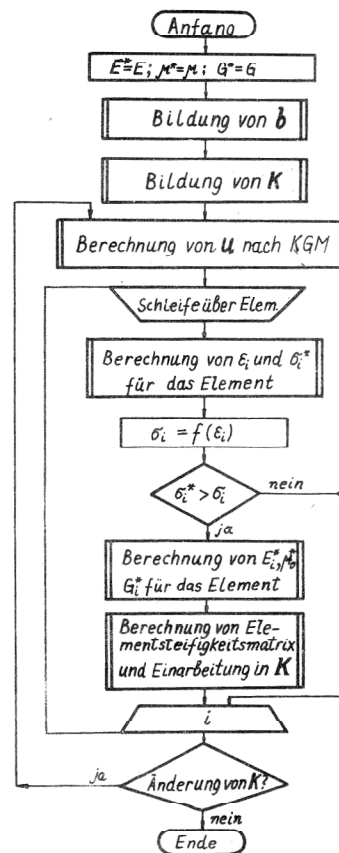 Anfang
E*=E; μ*=μ; G*=G
Bildung von b
Bildung von K
Berechnung von u nach KGM
Schleife über Elem.
Berechnung von εi und σi*
für das Element
σi = f(εi)
σi* > σi
nein
ja
Berechnung von Ei*, μi*
Gi* für das Element
Berechnung von Ele-
mentsteifigkeitsmatrix
und Einarbeitung in K
i
ja
Änderung von K?
nein
Ende